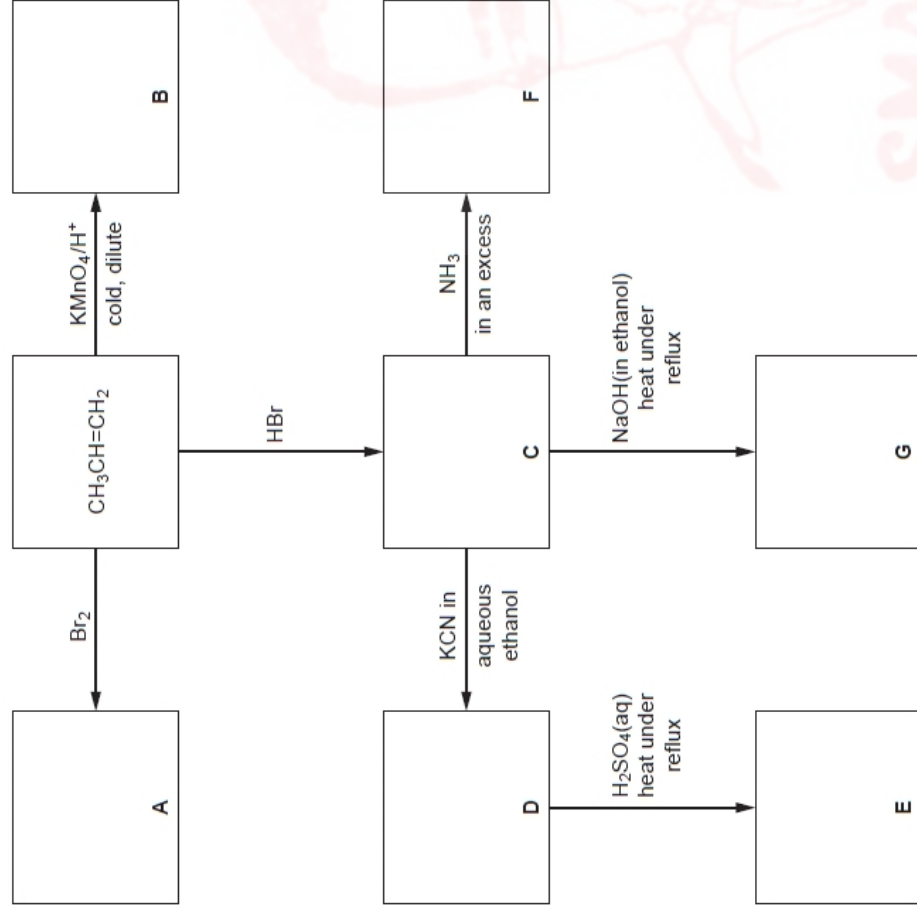 Br₂
KMnO₄/H⁺
cold, dilute
CH₃CH=CH₂
A
B
HBr
KCN in
aqueous
ethanol
NH₃
in an excess
D
C
F
H₂SO₄(aq)
heat under
reflux
NaOH(in ethanol)
heat under
reflux
E
G